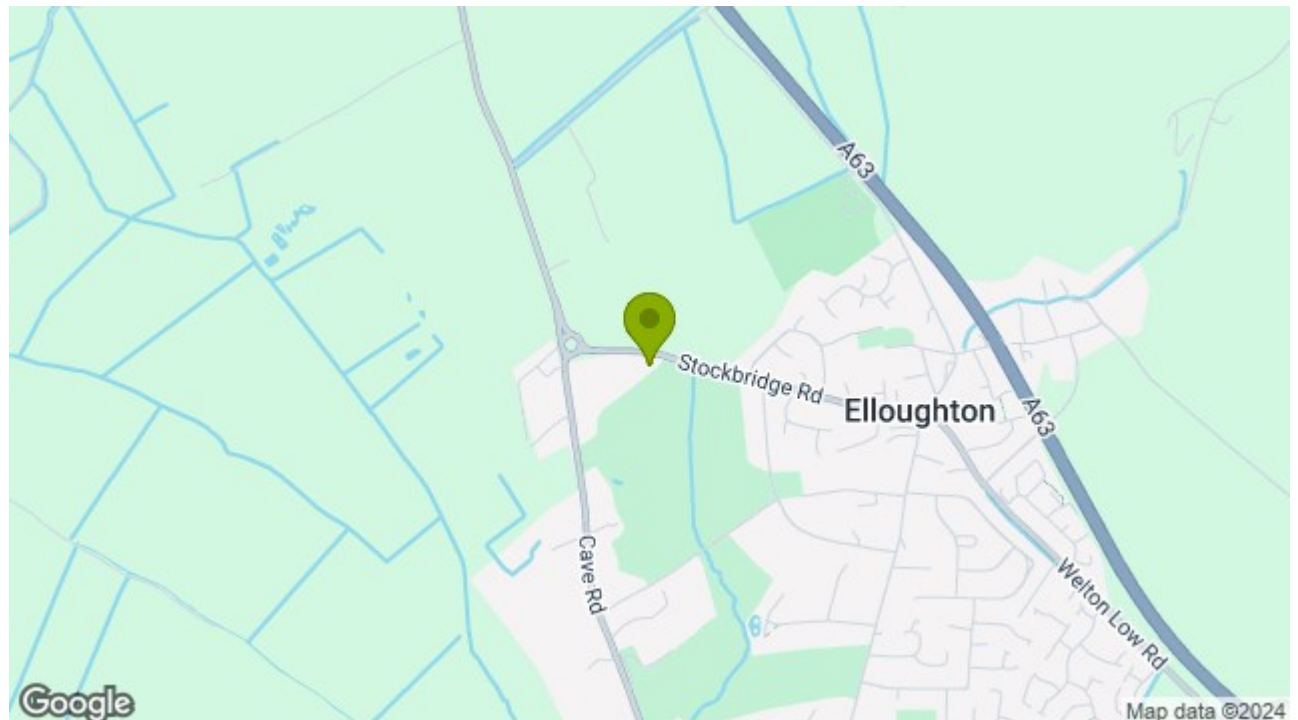 A63
Stockbridge Rd
Elloughton
A63
Cave Rd
Welton Low Rd
Google
Map data ©2024